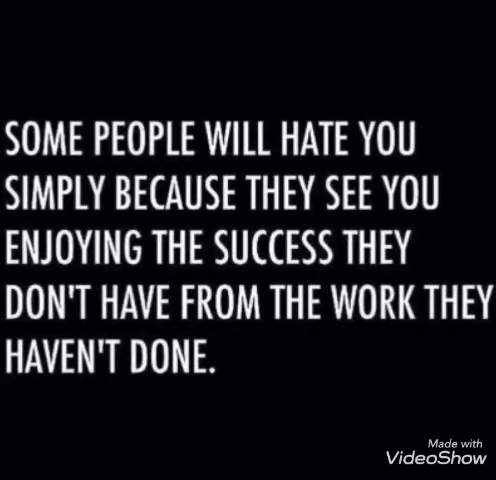 SOME PEOPLE WILL HATE YOU
SIMPLY BECAUSE THEY SEE YOU
ENJOYING THE SUCCESS THEY
DON'T HAVE FROM THE WORK THEY
HAVEN'T DONE.
Made with
VideoShow